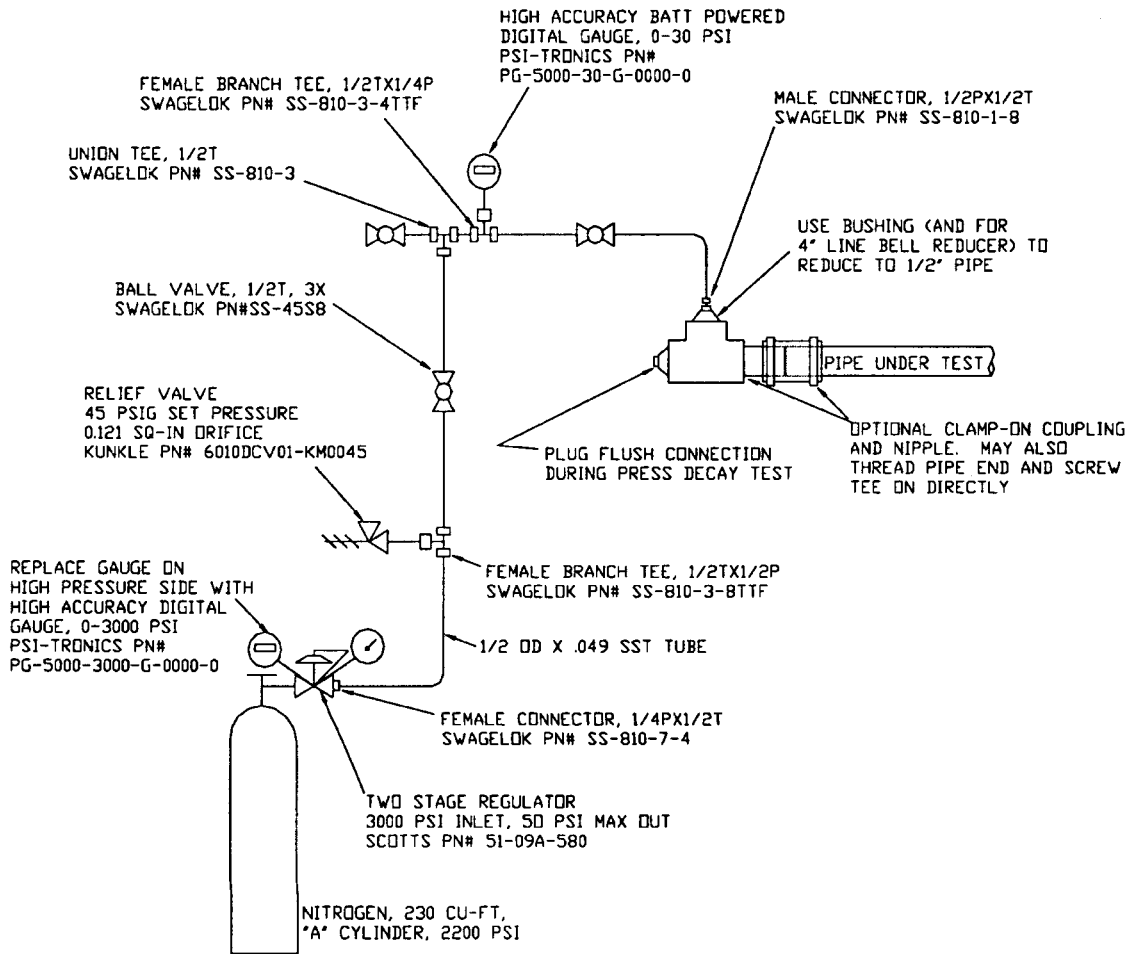 HIGH ACCURACY BATT POWERED
DIGITAL GAUGE, 0-30 PSI
PSI-TRONICS PN#
PG-5000-30-G-0000-0
FEMALE BRANCH TEE, 1/2TX1/4P
SWAGELOK PN# SS-810-3-4TTF
MALE CONNECTOR, 1/2PX1/2T
SWAGELOK PN# SS-810-1-8
UNION TEE, 1/2T
SWAGELOK PN# SS-810-3
USE BUSHING (AND FOR
4" LINE BELL REDUCER) TO
REDUCE TO 1/2" PIPE
BALL VALVE, 1/2T, 3X
SWAGELOK PN#SS-45S8
PIPE UNDER TEST
RELIEF VALVE
45 PSIG SET PRESSURE
0.121 SQ-IN ORIFICE
KUNKLE PN# 6010DCV01-KM0045
PLUG FLUSH CONNECTION
DURING PRESS DECAY TEST
OPTIONAL CLAMP-ON COUPLING
AND NIPPLE. MAY ALSO
THREAD PIPE END AND SCREW
TEE ON DIRECTLY
REPLACE GAUGE ON
HIGH PRESSURE SIDE WITH
HIGH ACCURACY DIGITAL
GAUGE, 0-3000 PSI
PSI-TRONICS PN#
PG-5000-3000-G-0000-0
FEMALE BRANCH TEE, 1/2TX1/2P
SWAGELOK PN# SS-810-3-8TTF
1/2 OD X .049 SST TUBE
FEMALE CONNECTOR, 1/4PX1/2T
SWAGELOK PN# SS-810-7-4
TWO STAGE REGULATOR
3000 PSI INLET, 50 PSI MAX OUT
SCOTTS PN# 51-09A-580
NITROGEN, 230 CU-FT,
"A" CYLINDER, 2200 PSI